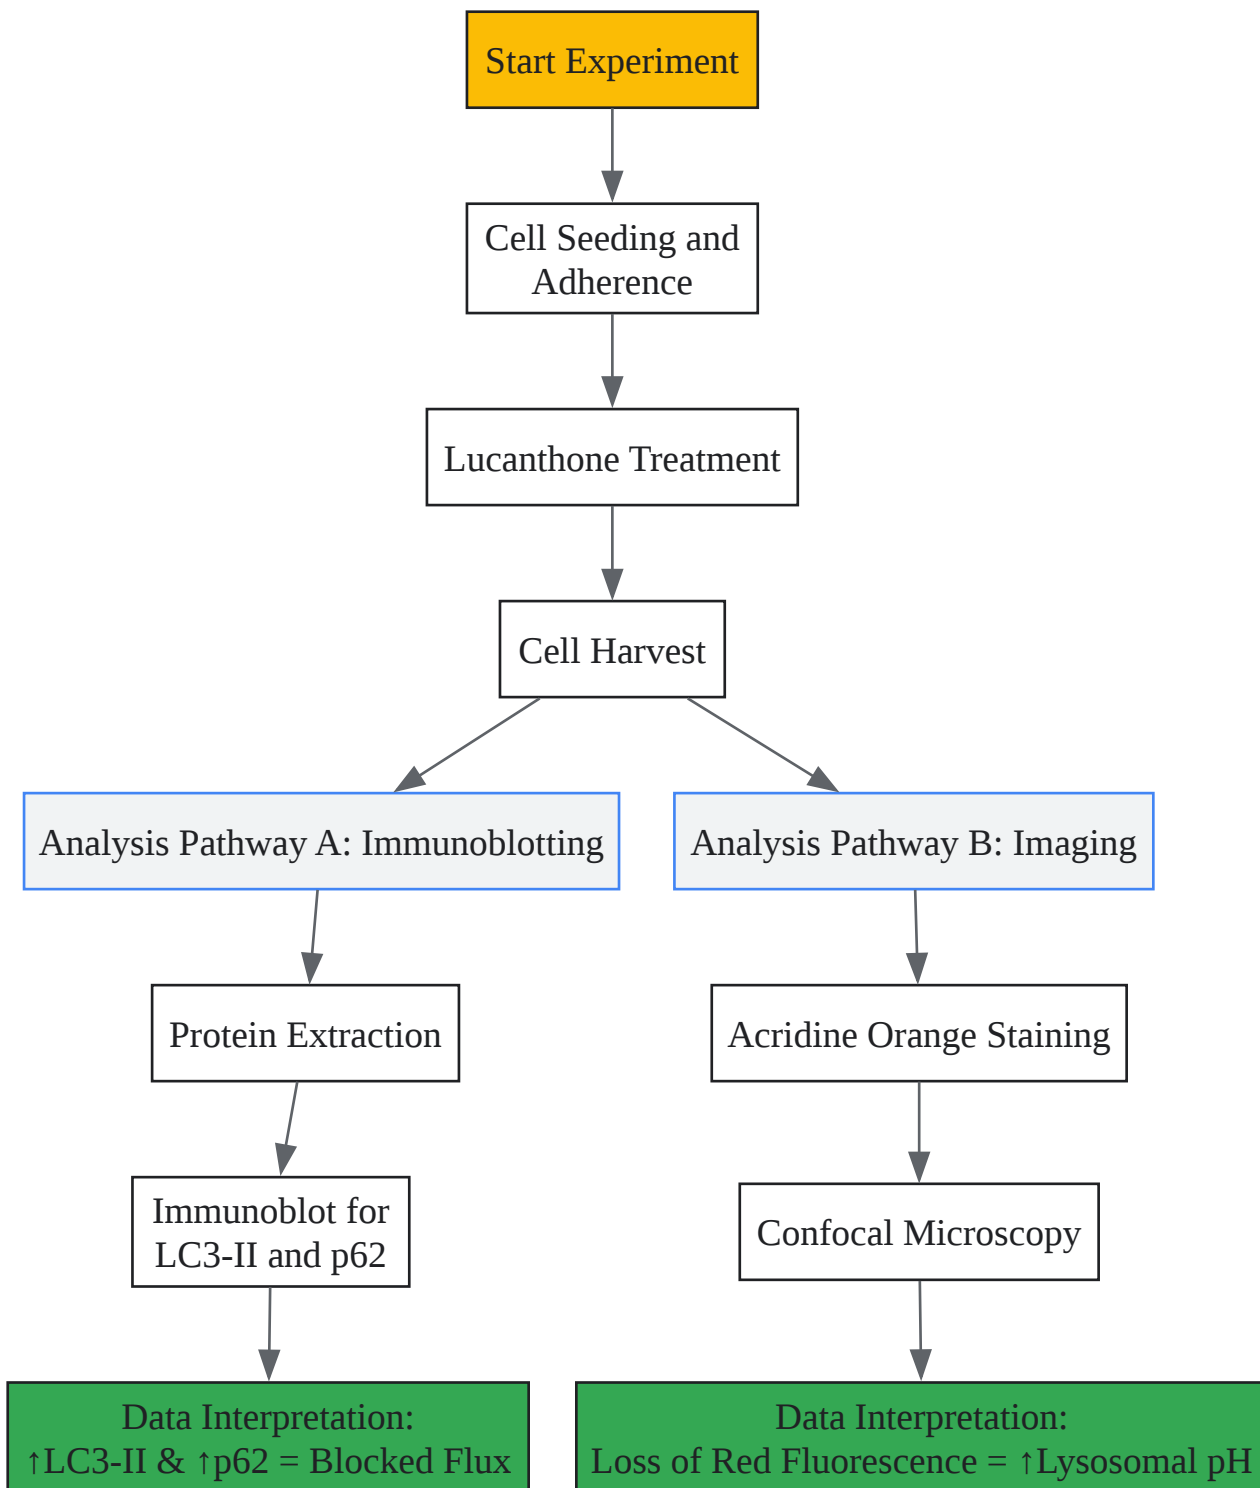 Start Experiment
Cell Seeding and
Adherence
Lucanthone Treatment
Cell Harvest
Analysis Pathway A: Immunoblotting
Analysis Pathway B: Imaging
Protein Extraction
Acridine Orange Staining
Immunoblot for
LC3-II and p62
Confocal Microscopy
Data Interpretation:
↑LC3-II & ↑p62 = Blocked Flux
Data Interpretation:
Loss of Red Fluorescence = ↑Lysosomal pH